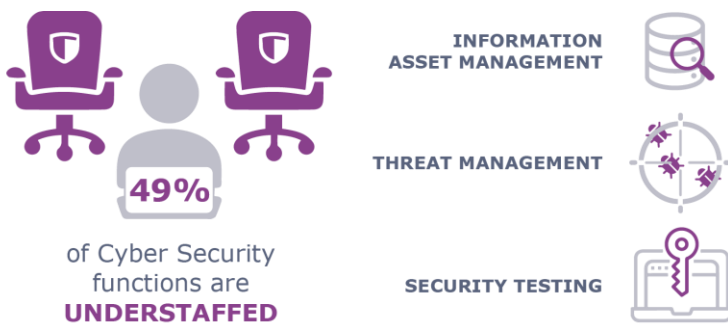 49%
of Cyber Security
functions are
UNDERSTAFFED
INFORMATION
ASSET MANAGEMENT
THREAT MANAGEMENT
SECURITY TESTING